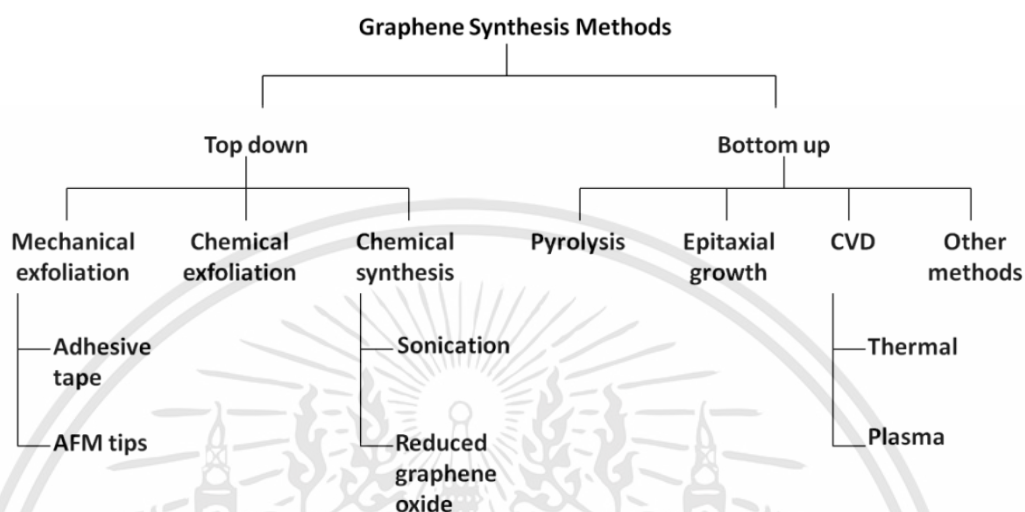 Graphene Synthesis Methods
Top down
Bottom up
Mechanical
exfoliation
Chemical
exfoliation
Chemical
synthesis
Pyrolysis
Epitaxial
growth
CVD
Other
methods
Adhesive
tape
AFM tips
Sonication
Reduced
graphene
oxide
Thermal
Plasma